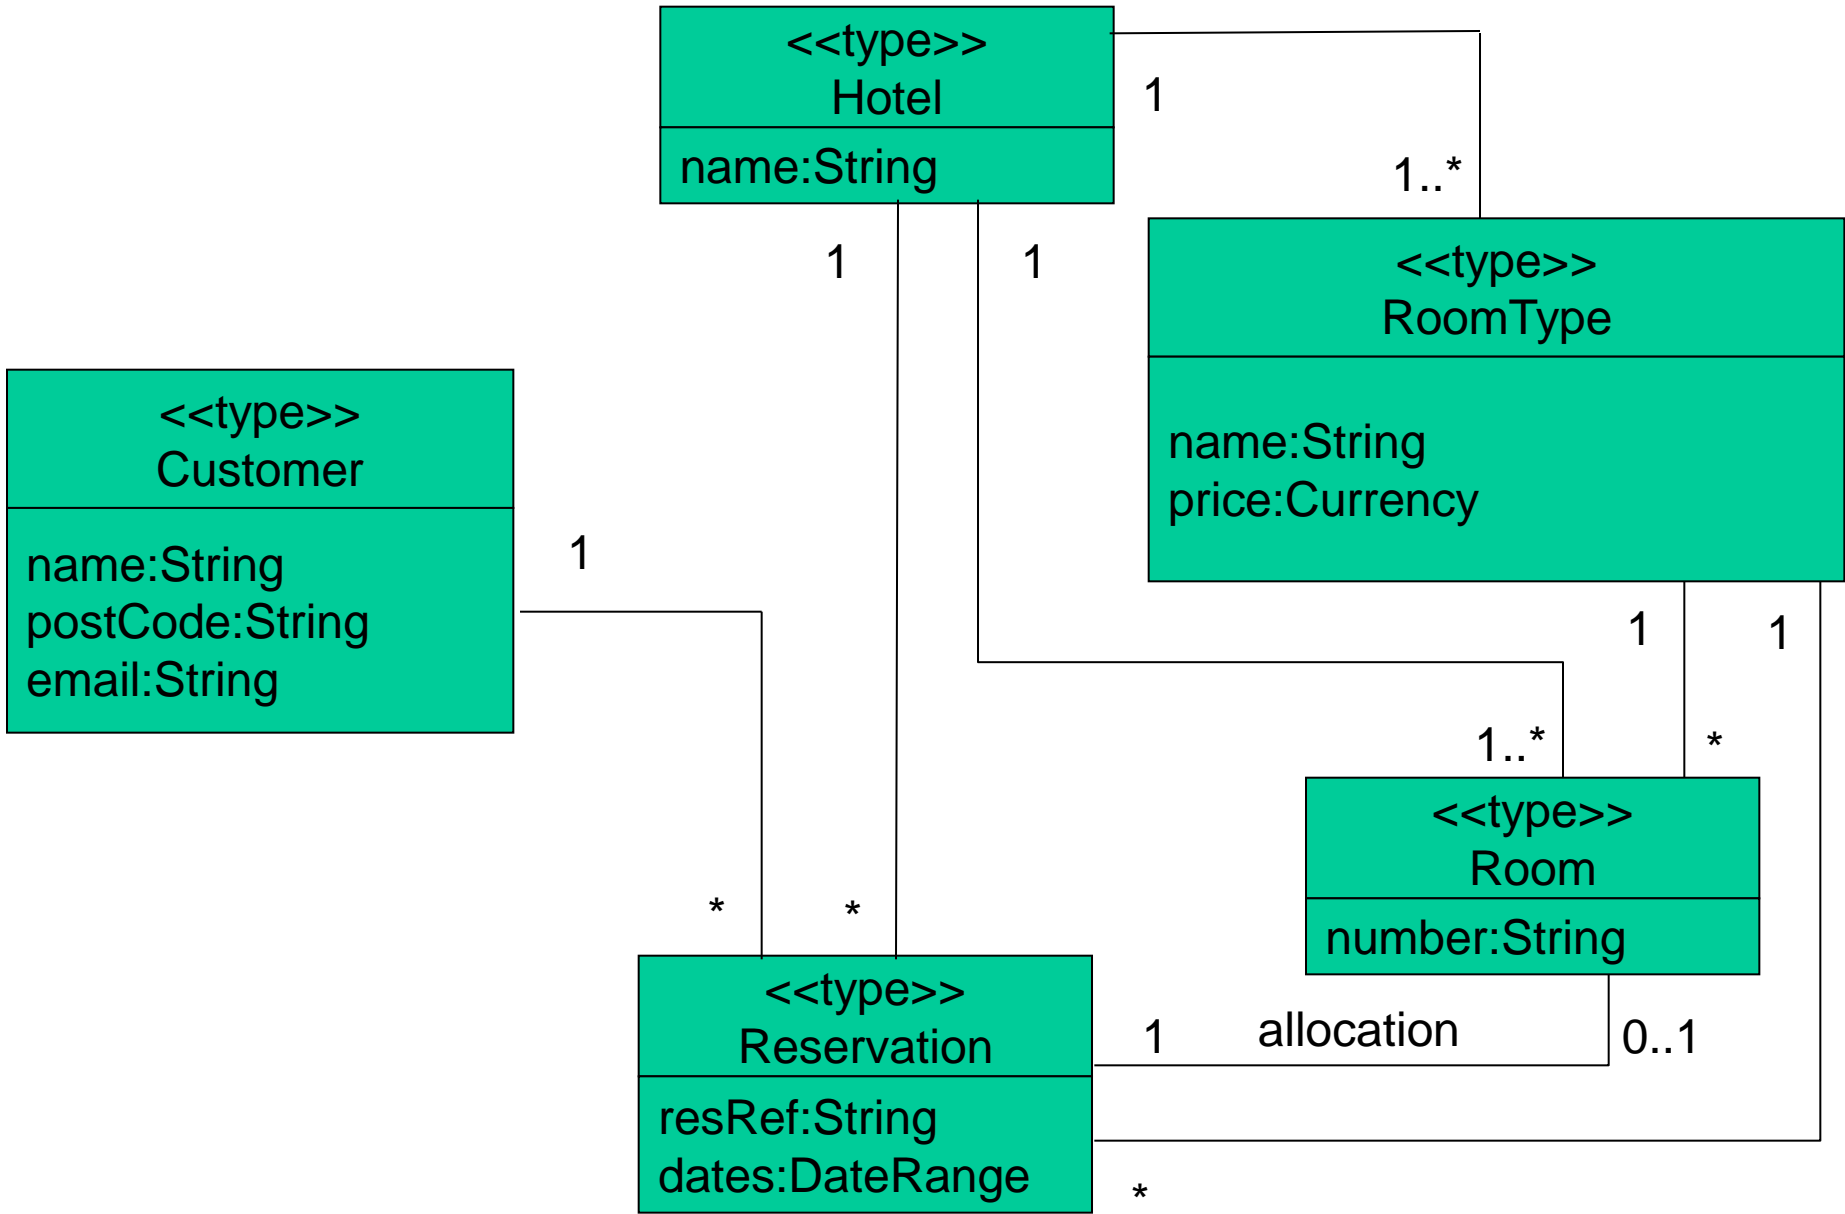 <<type>>
Hotel
name:String
1
1..*
1
1
<<type>>
RoomType
name:String
price:Currency
<<type>>
Customer
name:String
postCode:String
email:String
1
1
1
1..*
*
<<type>>
Room
number:String
*
*
<<type>>
Reservation
resRef:String
dates:DateRange
1
allocation
0..1
*